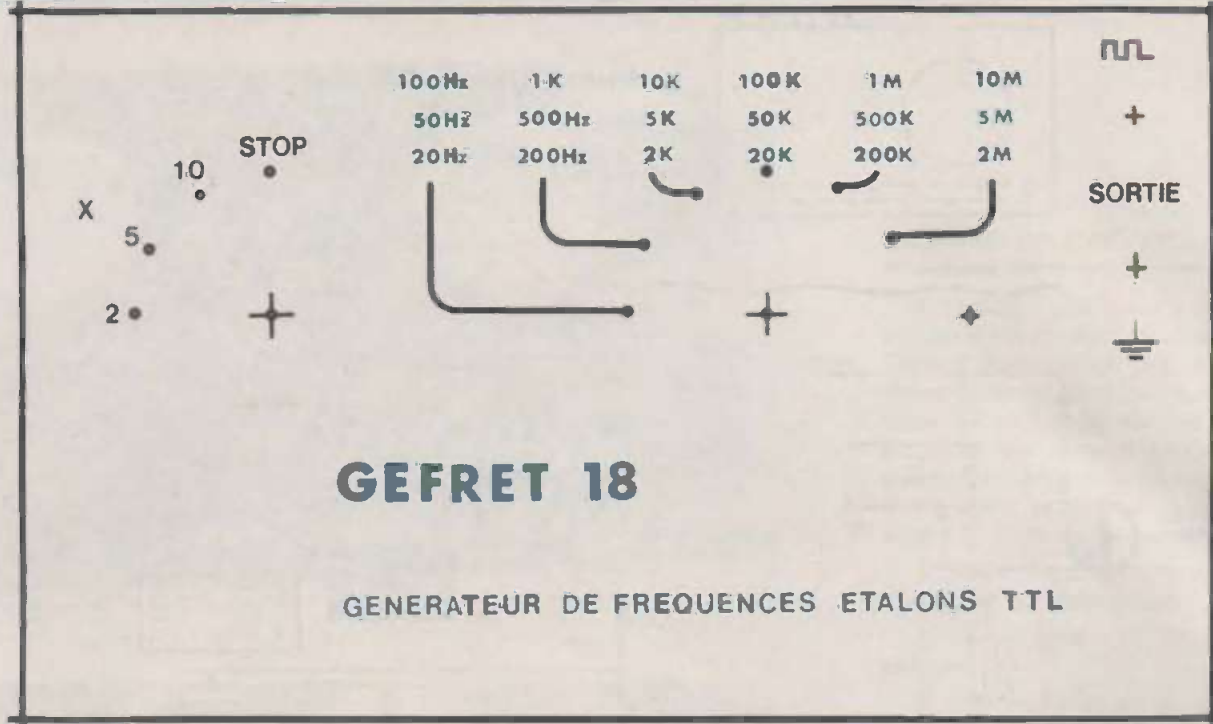 100Hz 1K 10K 100K 1M 10M
50Hz 500Hz 5K 50K 500K 5M
20Hz 200Hz 2K 20K 200K 2M
STOP
10
X
5
2
+
SORTIE
+
GEFRET 18
GENERATEUR DE FREQUENCES ETALONS TTL